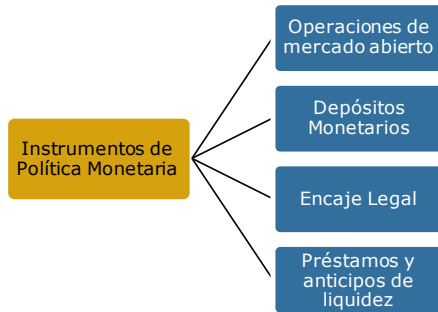 Instrumentos de
Política Monetaria
Operaciones de
mercado abierto
Depósitos
Monetarios
Encaje Legal
Préstamos y
anticipos de
liquidez